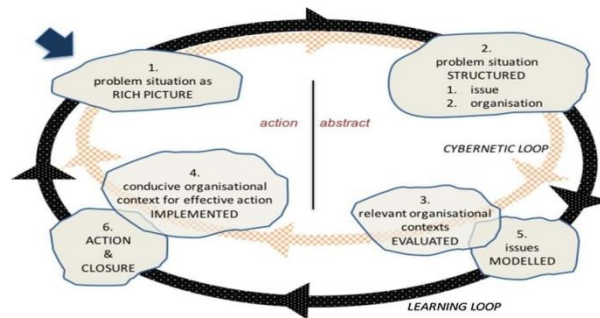 1.
problem situation as
RICH PICTURE
2.
problem situation
STRUCTURED
1. issue
2. organisation
action
abstract
CYBERNETIC LOOP
4.
conducive organisational
context for effective action
IMPLEMENTED
3.
relevant organisational
contexts
EVALUATED
6.
ACTION
&
CLOSURE
5.
issues
MODELLED
LEARNING LOOP